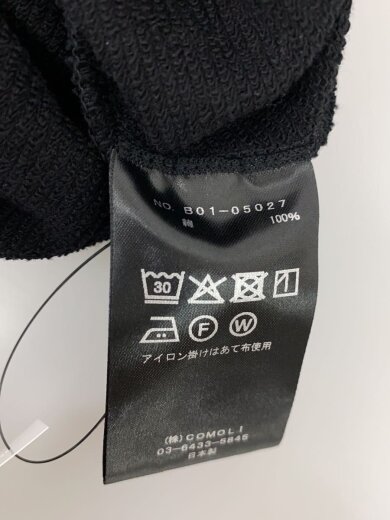 NO. B01-05027
綿 100%
30
F W
アイロン掛けはあて布使用
(株) COMOLI
03-6433-5846
日本製